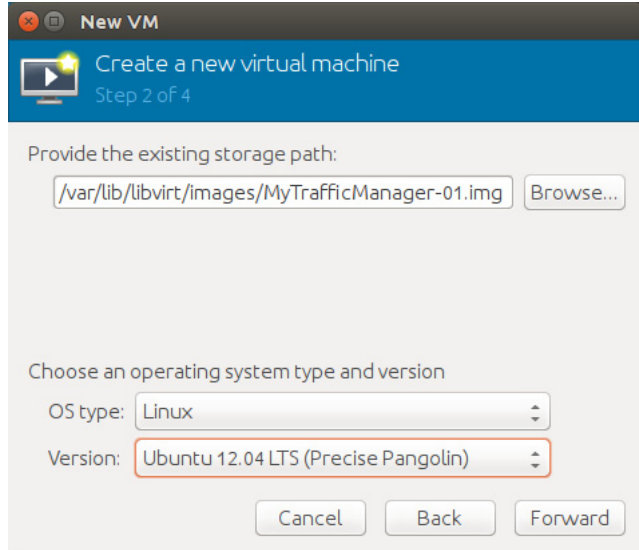 New VM
Create a new virtual machine
Step 2 of 4
Provide the existing storage path:
/var/lib/libvirt/images/MyTrafficManager-01.img Browse...
Choose an operating system type and version
OS type: Linux
Version: Ubuntu 12.04 LTS (Precise Pangolin)
Cancel Back Forward